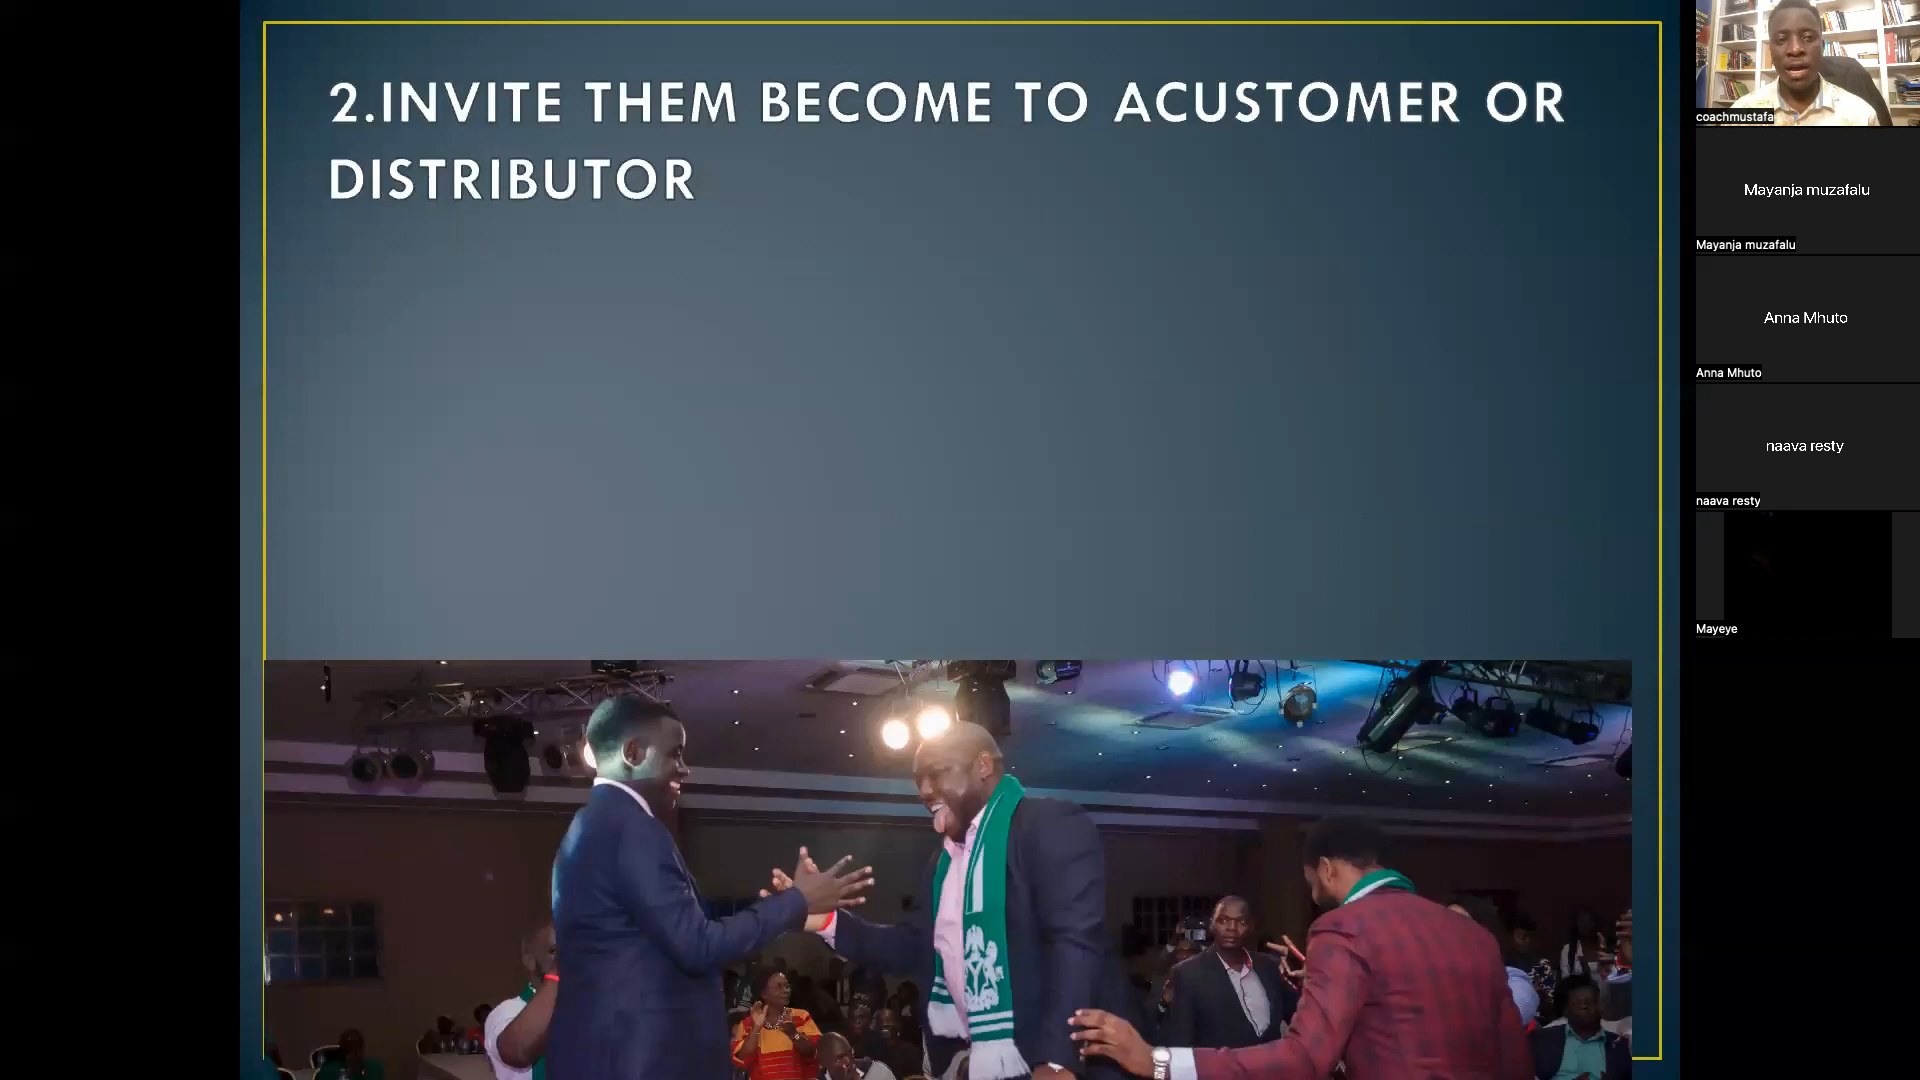 2.INVITE THEM BECOME TO ACUSTOMER OR
DISTRIBUTOR
coachmustafa
Mayanja muzafalu
Mayanja muzafalu
Anna Mhuto
Anna Mhuto
naava resty
naava resty
Mayeye